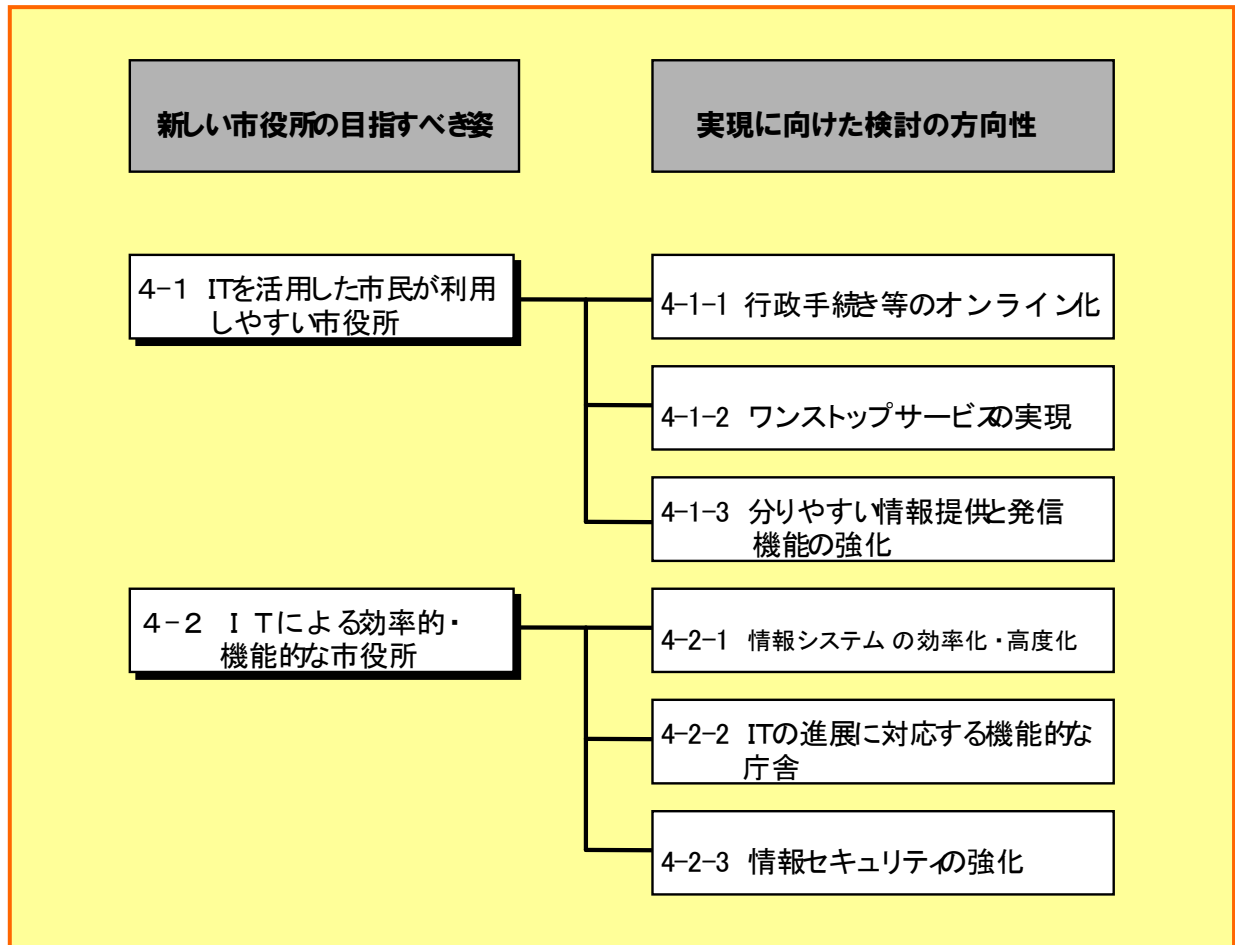 新しい市役所の目指すべき姿
実現に向けた検討の方向性
4-1 ITを活用した市民が利用
しやすい市役所
4-1-1 行政手続き等のオンライン化
4-1-2 ワンストップサービスの実現
4-1-3 分りやすい情報提供と発信
機能の強化
4-2 ITによる効率的・
機能的な市役所
4-2-1 情報システムの効率化・高度化
4-2-2 ITの進展に対応する機能的な
庁舎
4-2-3 情報セキュリティの強化